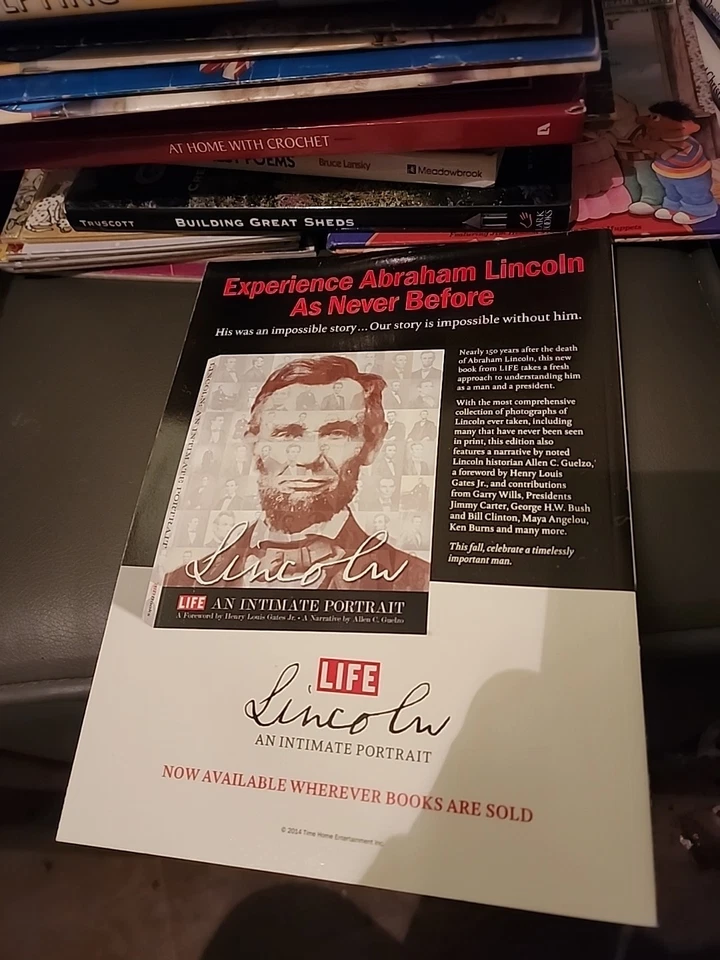 AT HOME WITH CROCHET
POEMS
Bruce Lansky
Meadowbrook
TRUSCOTT
BUILDING GREAT SHEDS
Experience Abraham Lincoln
As Never Before
His was an impossible story... Our story is impossible without him.
Nearly 150 years after the death
of Abraham Lincoln, this new
book from LIFE takes a fresh
approach to understanding him
as a man and a president.
With the most comprehensive
collection of photographs of
Lincoln ever taken, including
many that have never been seen
in print, this edition also
features a narrative by noted
Lincoln historian Allen C. Guelzo,
a foreword by Henry Louis
Gates Jr., and contributions
from Garry Wills, Presidents
Jimmy Carter, George H.W. Bush
and Bill Clinton, Maya Angelou,
Ken Burns and many more.
This fall, celebrate a timelessly
important man.
LINCOLN: AN INTIMATE PORTRAIT
Lincoln
LIFE AN INTIMATE PORTRAIT
A Foreword by Henry Louis Gates Jr. • A Narrative by Allen C. Guelzo
LIFE
Lincoln
AN INTIMATE PORTRAIT
NOW AVAILABLE WHEREVER BOOKS ARE SOLD
© 2014 Time Home Entertainment Inc.